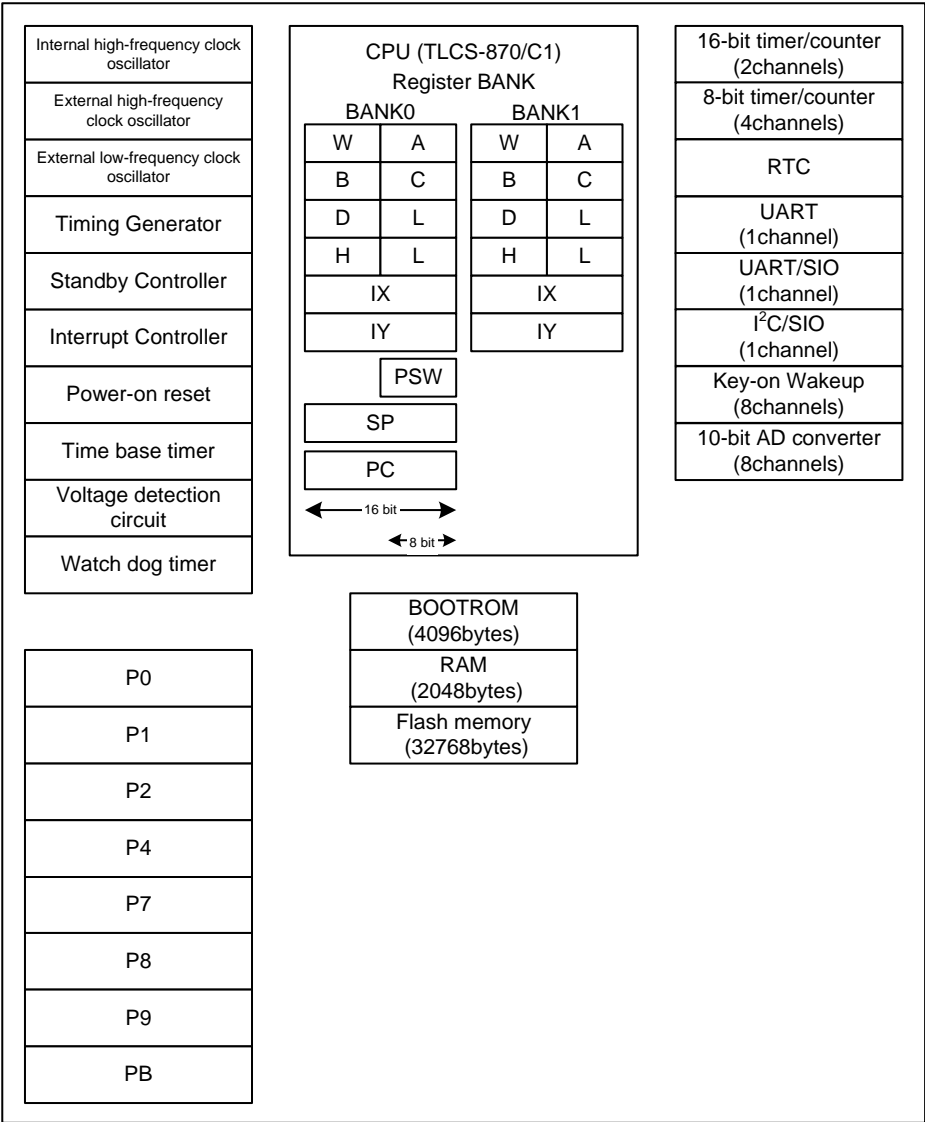 Internal high-frequency clock
oscillator
External high-frequency
clock oscillator
External low-frequency clock
oscillator
Timing Generator
Standby Controller
Interrupt Controller
Power-on reset
Time base timer
Voltage detection
circuit
Watch dog timer
P0
P1
P2
P4
P7
P8
P9
PB
CPU (TLCS-870/C1)
Register BANK
BANK0 BANK1
W A W A
B C B C
D L D L
H L H L
IX IX
IY IY
PSW
SP
PC
16 bit
8 bit
BOOTROM
(4096bytes)
RAM
(2048bytes)
Flash memory
(32768bytes)
16-bit timer/counter
(2channels)
8-bit timer/counter
(4channels)
RTC
UART
(1channel)
UART/SIO
(1channel)
I²C/SIO
(1channel)
Key-on Wakeup
(8channels)
10-bit AD converter
(8channels)